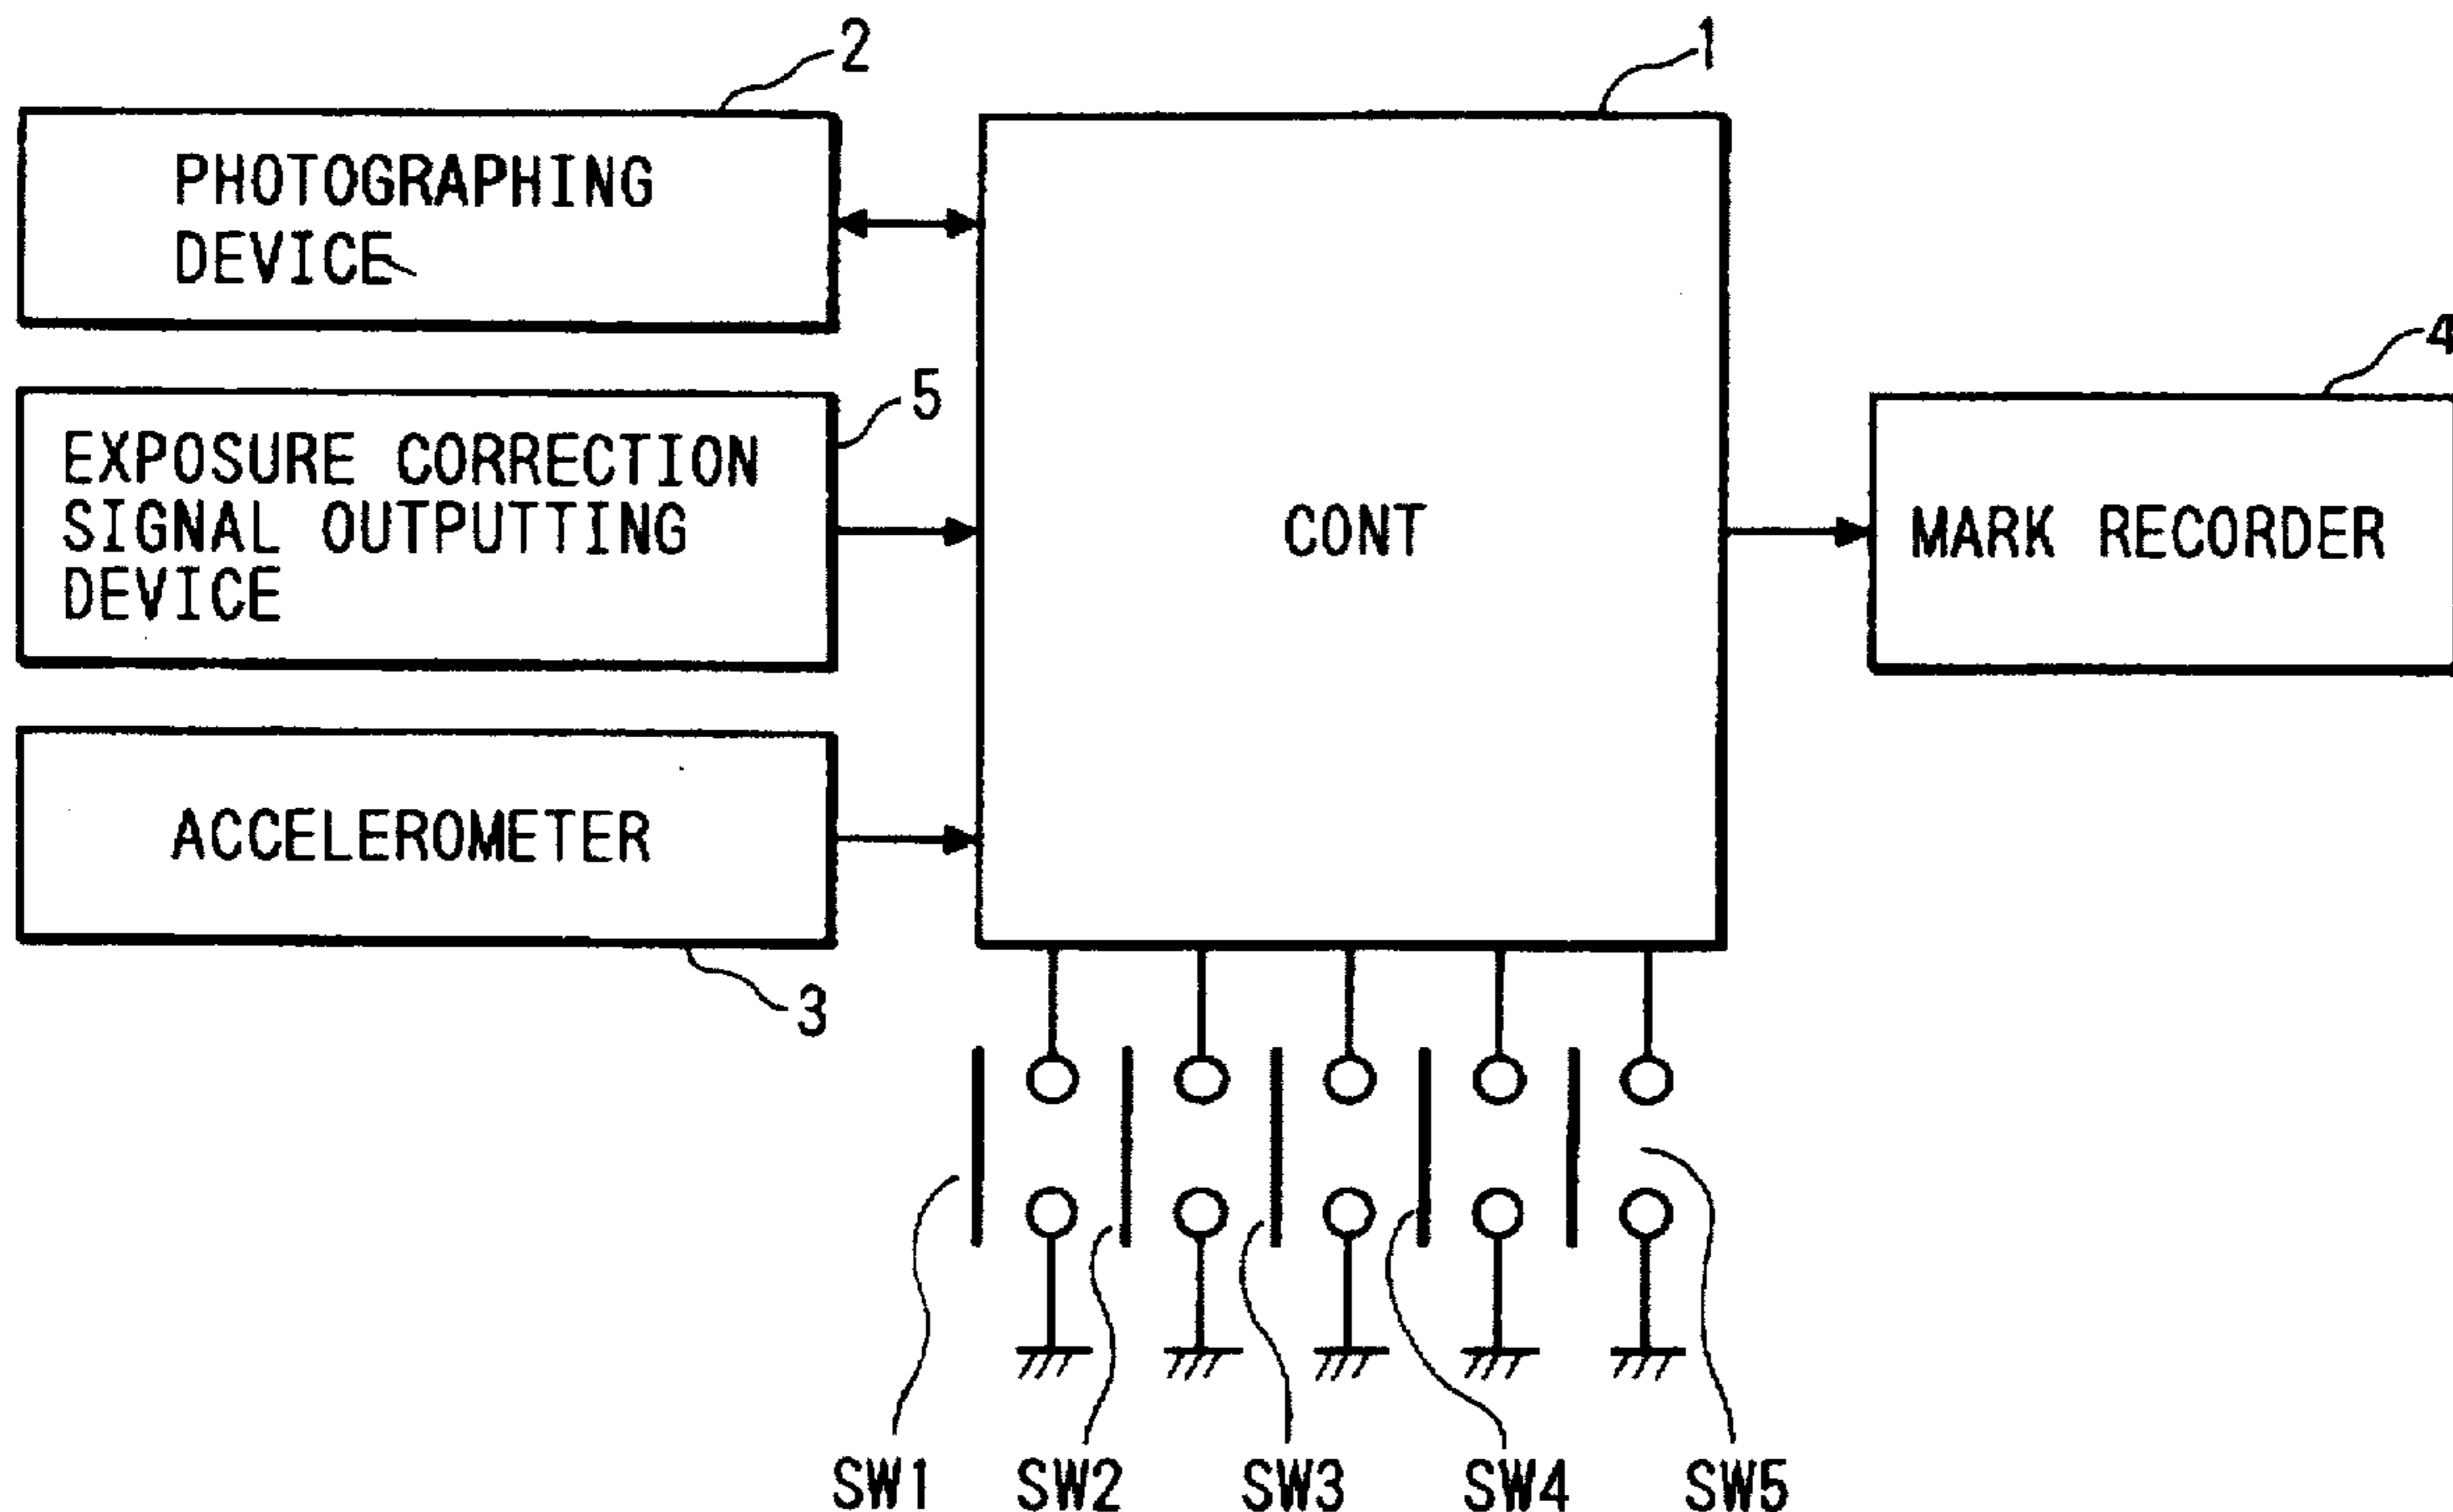 2
1
PHOTOGRAPHING
DEVICE
5
4
EXPOSURE CORRECTION
SIGNAL OUTPUTTING
DEVICE
CONT
MARK RECORDER
ACCELEROMETER
3
SW1 SW2 SW3 SW4 SW5